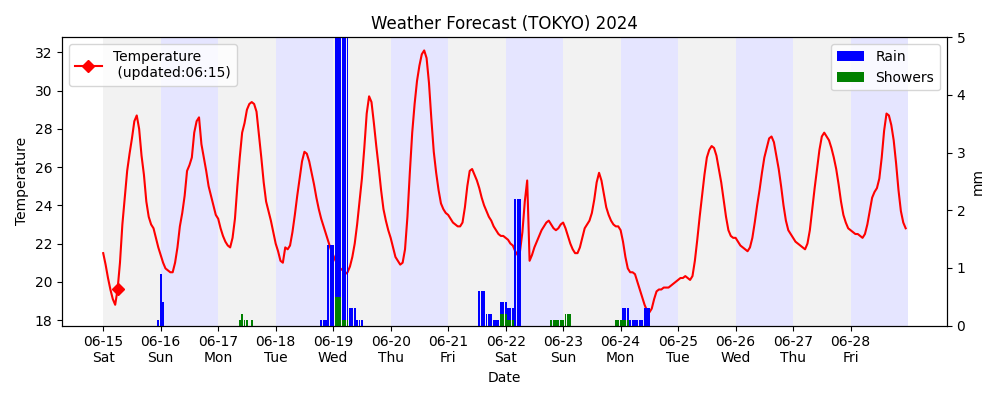 Weather Forecast (TOKYO) 2024
Temperature
(updated:06:15)
Rain
Showers
Temperature
32
30
28
26
24
22
20
18
5
4
3
2
1
0
mm
06-15 06-16 06-17 06-18 06-19 06-20 06-21 06-22 06-23 06-24 06-25 06-26 06-27 06-28
Sat Sun Mon Tue Wed Thu Fri Sat Sun Mon Tue Wed Thu Fri
Date